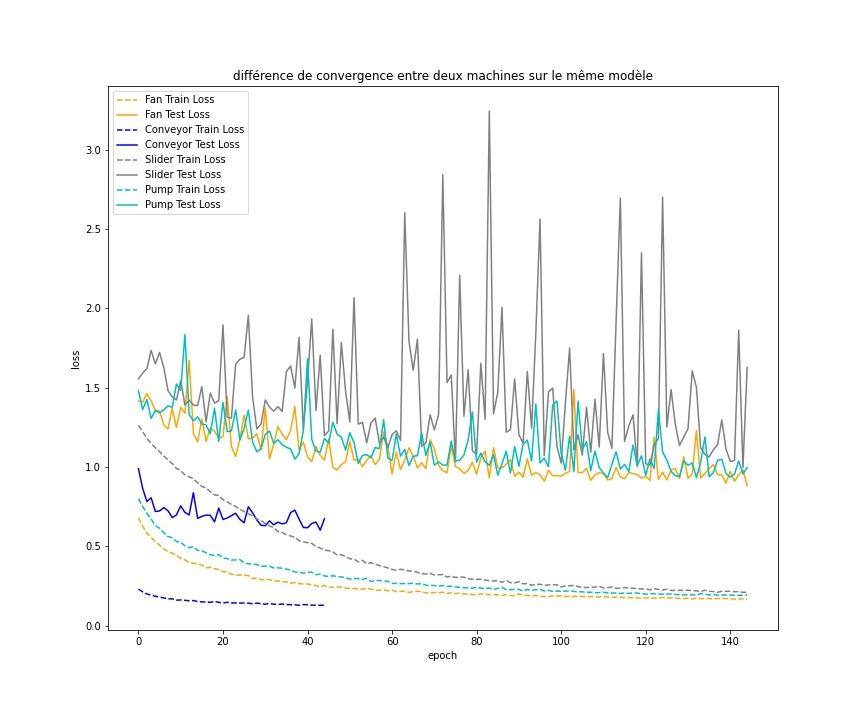 différence de convergence entre deux machines sur le même modèle
Fan Train Loss
Fan Test Loss
Conveyor Train Loss
Conveyor Test Loss
Slider Train Loss
Slider Test Loss
Pump Train Loss
Pump Test Loss
3.0
2.5
2.0
1.5
1.0
0.5
0.0
loss
0 20 40 60 80 100 120 140
epoch